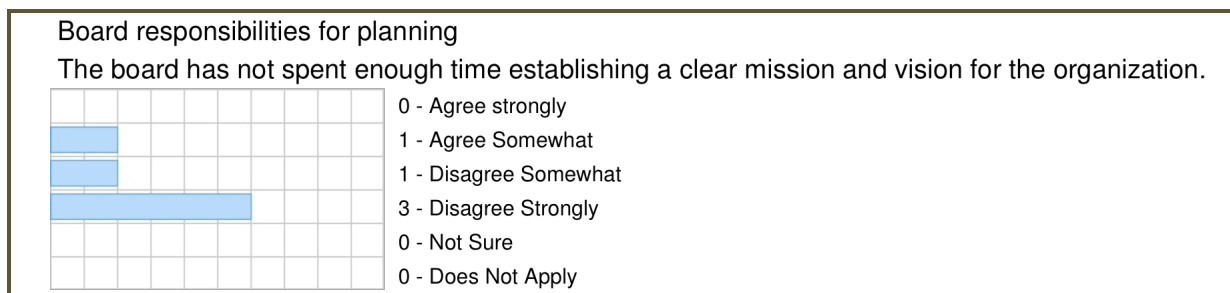 Board responsibilities for planning
The board has not spent enough time establishing a clear mission and vision for the organization.
0 - Agree strongly
1 - Agree Somewhat
1 - Disagree Somewhat
3 - Disagree Strongly
0 - Not Sure
0 - Does Not Apply